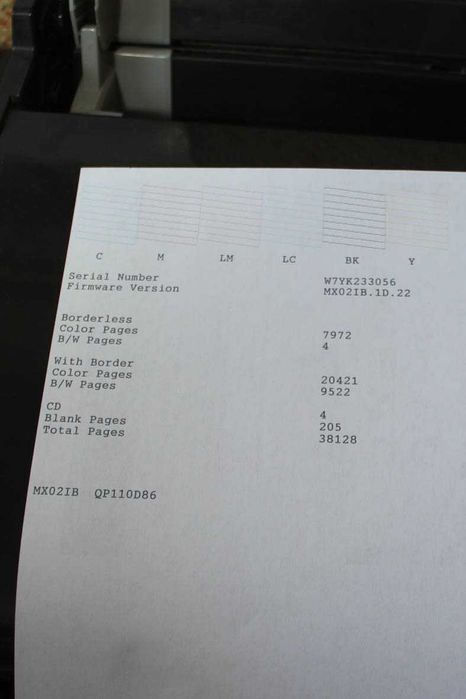 C M LM LC BK Y
Serial Number W7YK233056
Firmware Version MX02IB.1D.22
Borderless
Color Pages 7972
B/W Pages 4
With Border
Color Pages 20421
B/W Pages 9522
CD 4
Blank Pages 205
Total Pages 38128
MX02IB QP110D86